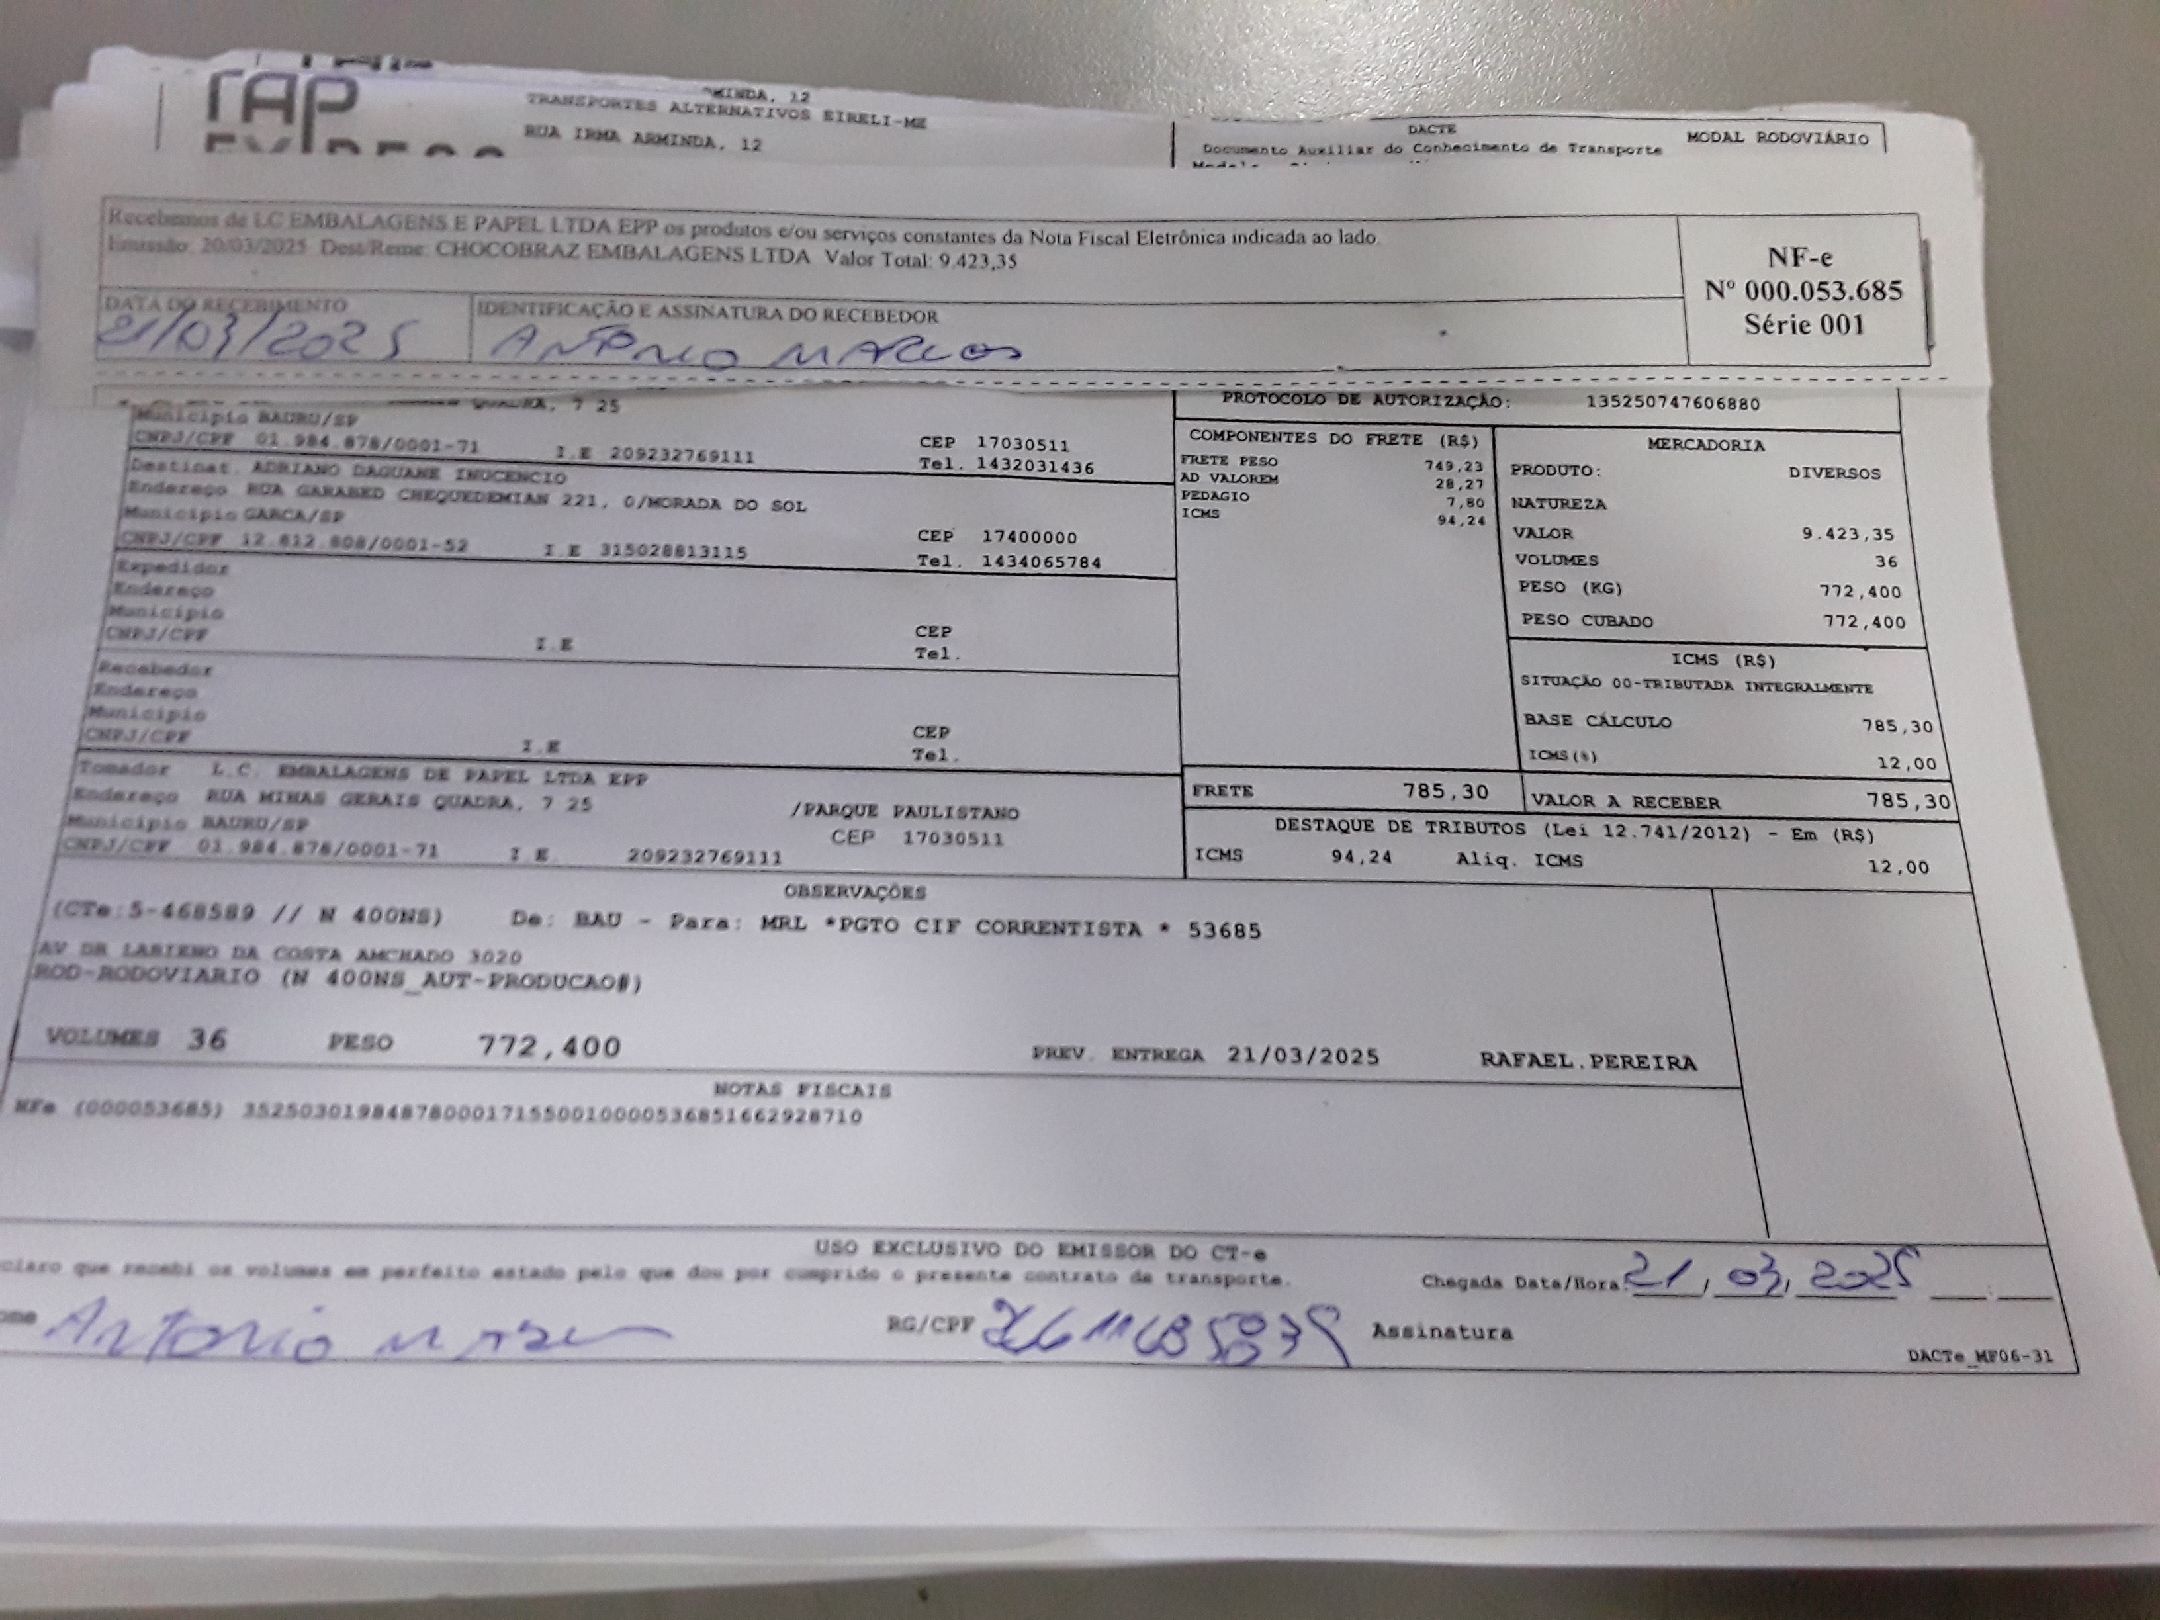 TAP
MINDA, 12
TRANSPORTES ALTERNATIVOS EIRELI-ME
RUA IRMA ARMINDA, 12
DACTE
Documento Auxiliar do Conhecimento de Transporte
MODAL RODOVIÁRIO
Recebemos de LC EMBALAGENS E PAPEL LTDA EPP os produtos e/ou serviços constantes da Nota Fiscal Eletrônica indicada ao lado.
Emissão: 20/03/2025 Dest/Reme: CHOCOBRAZ EMBALAGENS LTDA Valor Total: 9.423,35
NF-e
Nº 000.053.685
Série 001
DATA DO RECEBIMENTO
21/03/2025
IDENTIFICAÇÃO E ASSINATURA DO RECEBEDOR
ANTONIO MARCOS
QUADRA, 7 25
Município BAURU/SP
CNPJ/CPF 01.984.878/0001-71 I.E 209232769111
CEP 17030511
Tel. 1432031436
Destinat. ADRIANO DAGUANE INOCENCIO
Endereço RUA GARABED CHEQUEDEMIAN 221, 0/MORADA DO SOL
Município GARCA/SP
CNPJ/CPF 12.812.808/0001-52 I.E 315028813115
CEP 17400000
Tel. 1434065784
Expedidor
Endereço
Município
CNPJ/CPF I.E
CEP
Tel.
Recebedor
Endereço
Município
CNPJ/CPF I.E
CEP
Tel.
Tomador L.C. EMBALAGENS DE PAPEL LTDA EPP
Endereço RUA MINAS GERAIS QUADRA, 7 25 /PARQUE PAULISTANO
Município BAURU/SP CEP 17030511
CNPJ/CPF 01.984.878/0001-71 I.E. 209232769111
PROTOCOLO DE AUTORIZAÇÃO: 135250747606880
COMPONENTES DO FRETE (R$)
FRETE PESO 749,23
AD VALOREM 28,27
PEDAGIO 7,80
ICMS 94,24
MERCADORIA
PRODUTO: DIVERSOS
NATUREZA
VALOR 9.423,35
VOLUMES 36
PESO (KG) 772,400
PESO CUBADO 772,400
ICMS (R$)
SITUAÇÃO 00-TRIBUTADA INTEGRALMENTE
BASE CÁLCULO 785,30
ICMS(%) 12,00
FRETE 785,30
VALOR A RECEBER 785,30
DESTAQUE DE TRIBUTOS (Lei 12.741/2012) - Em (R$)
ICMS 94,24 Aliq. ICMS 12,00
OBSERVAÇÕES
(CTe:5-468589 // N 400NS) De: BAU - Para: MRL *PGTO CIF CORRENTISTA * 53685
AV DR LABIENO DA COSTA AMCHADO 3020
ROD-RODOVIARIO (N 400NS_AUT-PRODUCAO#)
VOLUMES 36 PESO 772,400 PREV. ENTREGA 21/03/2025 RAFAEL.PEREIRA
NOTAS FISCAIS
NFe (000053685) 35250301984878000171550010000536851662928710
USO EXCLUSIVO DO EMISSOR DO CT-e
claro que recebi os volumes em perfeito estado pelo que dou por cumprido o presente contrato de transporte.
Chegada Data/Hora: 21/03/2025
ome Antonio
RG/CPF
Assinatura
DACTe_MF06-31